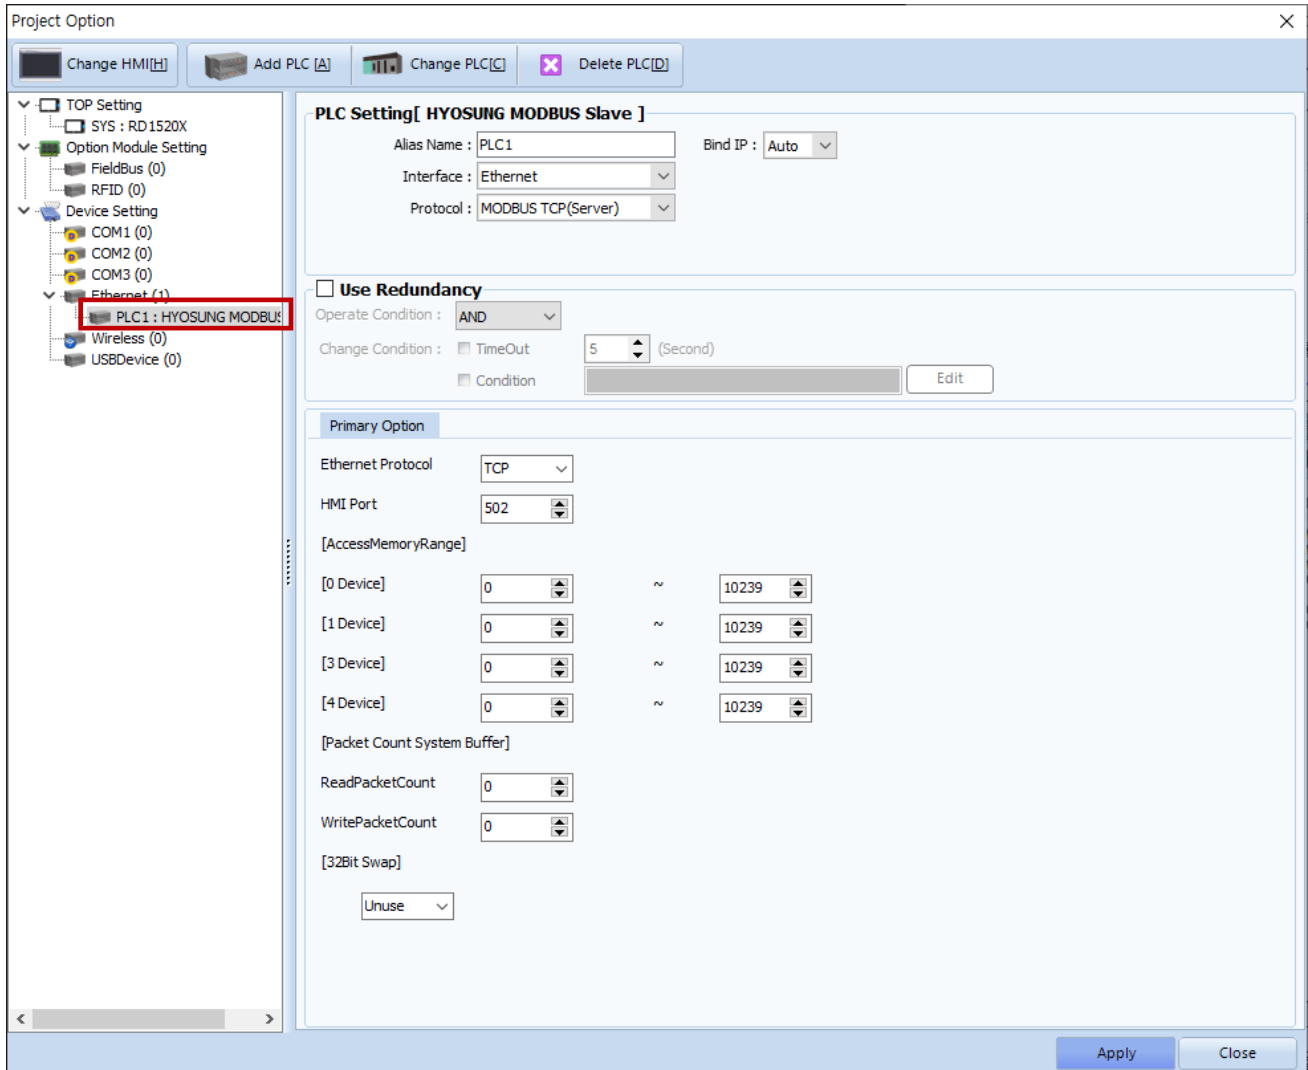 Project Option
Change HMI[H]
Add PLC [A]
Change PLC[C]
Delete PLC[D]
TOP Setting
SYS : RD1520X
Option Module Setting
FieldBus (0)
RFID (0)
Device Setting
COM1 (0)
COM2 (0)
COM3 (0)
Ethernet (1)
PLC1 : HYOSUNG MODBUS
Wireless (0)
USBDevice (0)
PLC Setting[ HYOSUNG MODBUS Slave ]
Alias Name : PLC1 Bind IP : Auto
Interface : Ethernet
Protocol : MODBUS TCP(Server)
Use Redundancy
Operate Condition : AND
Change Condition : TimeOut 5 (Second)
Condition Edit
Primary Option
Ethernet Protocol TCP
HMI Port 502
[AccessMemoryRange]
[0 Device] 0 ~ 10239
[1 Device] 0 ~ 10239
[3 Device] 0 ~ 10239
[4 Device] 0 ~ 10239
[Packet Count System Buffer]
ReadPacketCount 0
WritePacketCount 0
[32Bit Swap]
Unuse
Apply Close